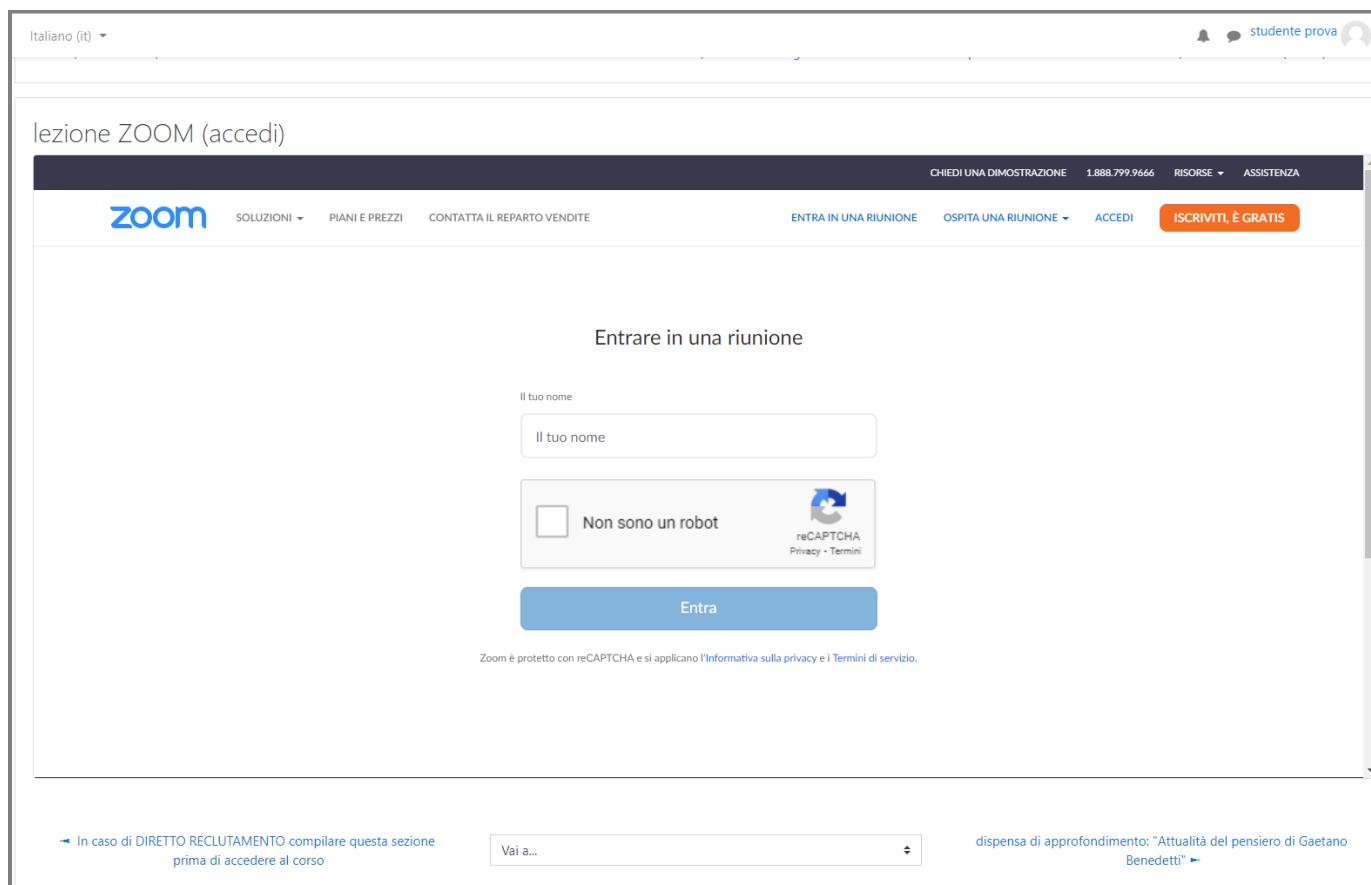 Italiano (it)
studente prova
lezione ZOOM (accedi)
CHIEDI UNA DIMOSTRAZIONE 1.888.799.9666 RISORSE ASSISTENZA
zoom SOLUZIONI PIANI E PREZZI CONTATTA IL REPARTO VENDITE ENTRA IN UNA RIUNIONE OSPITA UNA RIUNIONE ACCEDI ISCRIVITI, È GRATIS
Entrare in una riunione
Il tuo nome
Il tuo nome
Non sono un robot
reCAPTCHA
Privacy - Termini
Entra
Zoom è protetto con reCAPTCHA e si applicano l'Informativa sulla privacy e i Termini di servizio.
◄ In caso di DIRETTO RECLUTAMENTO compilare questa sezione
prima di accedere al corso
Vai a...
dispensa di approfondimento: "Attualità del pensiero di Gaetano
Benedetti" ►